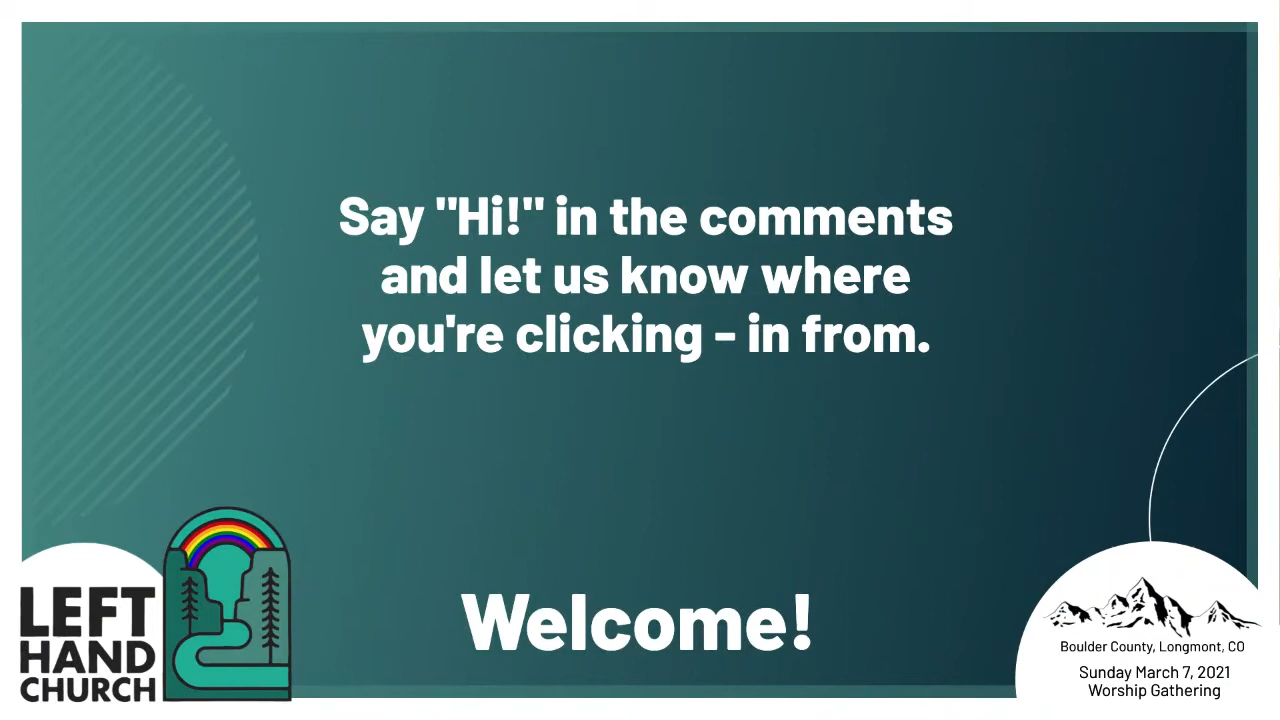 Say "Hi!" in the comments
and let us know where
you're clicking - in from.
Welcome!
LEFT
HAND
CHURCH
Boulder County, Longmont, CO
Sunday March 7, 2021
Worship Gathering